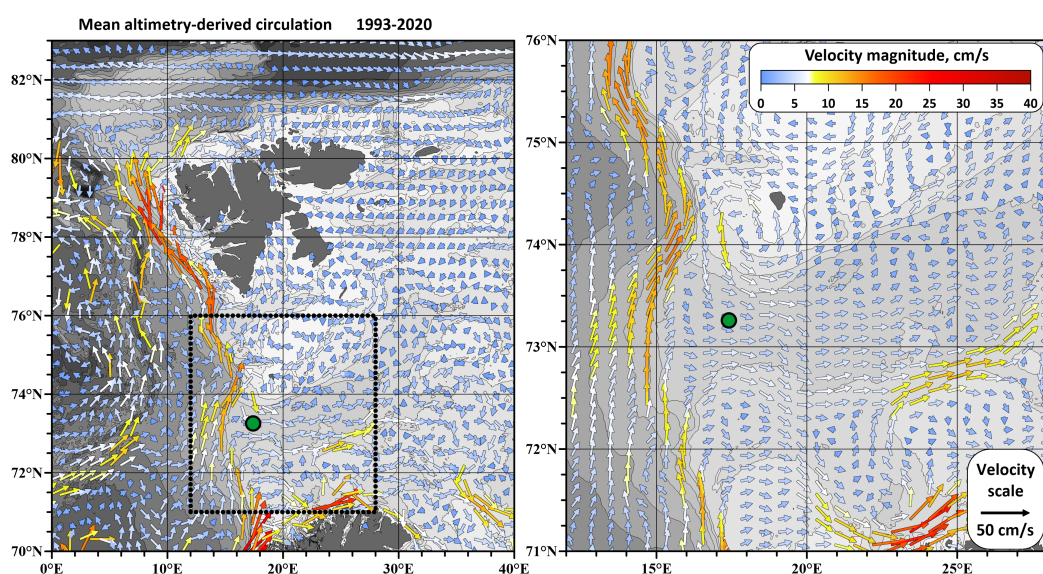 Mean altimetry-derived circulation 1993-2020
82°N
80°N
78°N
76°N
74°N
72°N
70°N
0°E 10°E 20°E 30°E 40°E
76°N
75°N
74°N
73°N
72°N
71°N
15°E 20°E 25°E
Velocity magnitude, cm/s
0 5 10 15 20 25 30 35 40
Velocity
scale
50 cm/s